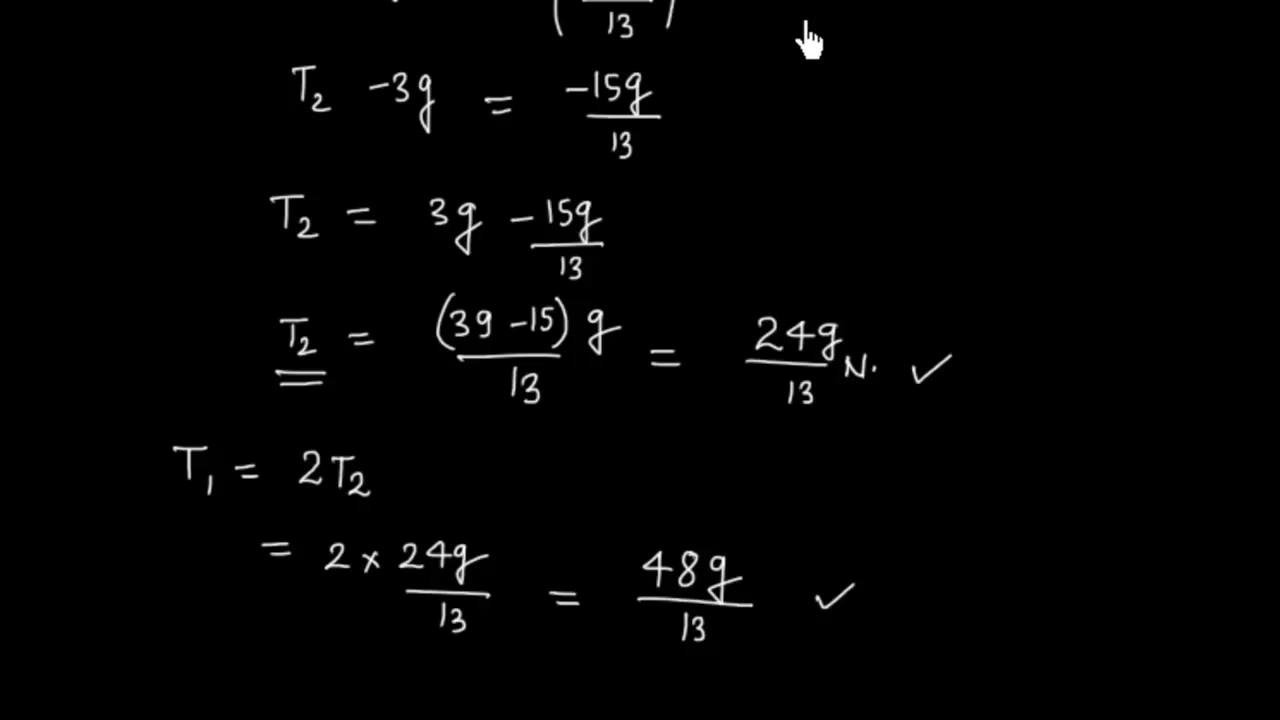 (—/13)
T₂ -3g = -15g/13
T₂ = 3g - 15g/13
T₂ = (39 -15) g/13 = 24g/13 N. ✓
T₁ = 2T₂
= 2 × 24g/13 = 48g/13 ✓